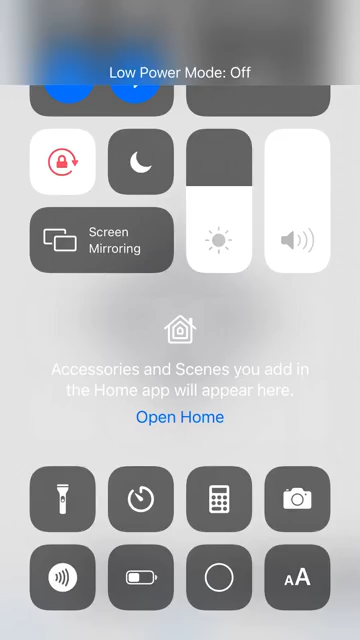 Low Power Mode: Off
Screen
Mirroring
Accessories and Scenes you add in
the Home app will appear here.
Open Home
AA